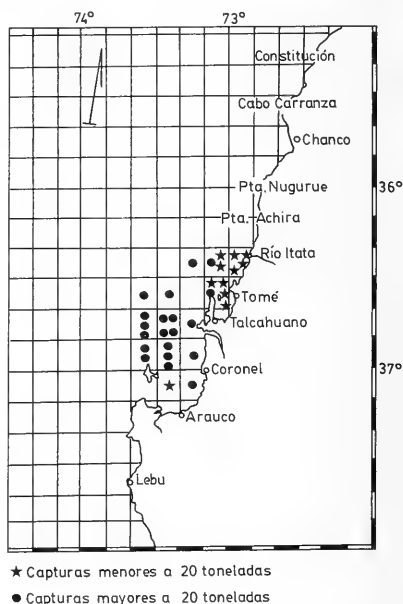 74° 73°
Constitución
Cabo Carranza
Chanco
36°
Pta. Nugurue
Pta. Achira
Río Itata
Tomé
Talcahuano
37°
Coronel
Arauco
Lebu
★ Capturas menores a 20 toneladas
● Capturas mayores a 20 toneladas